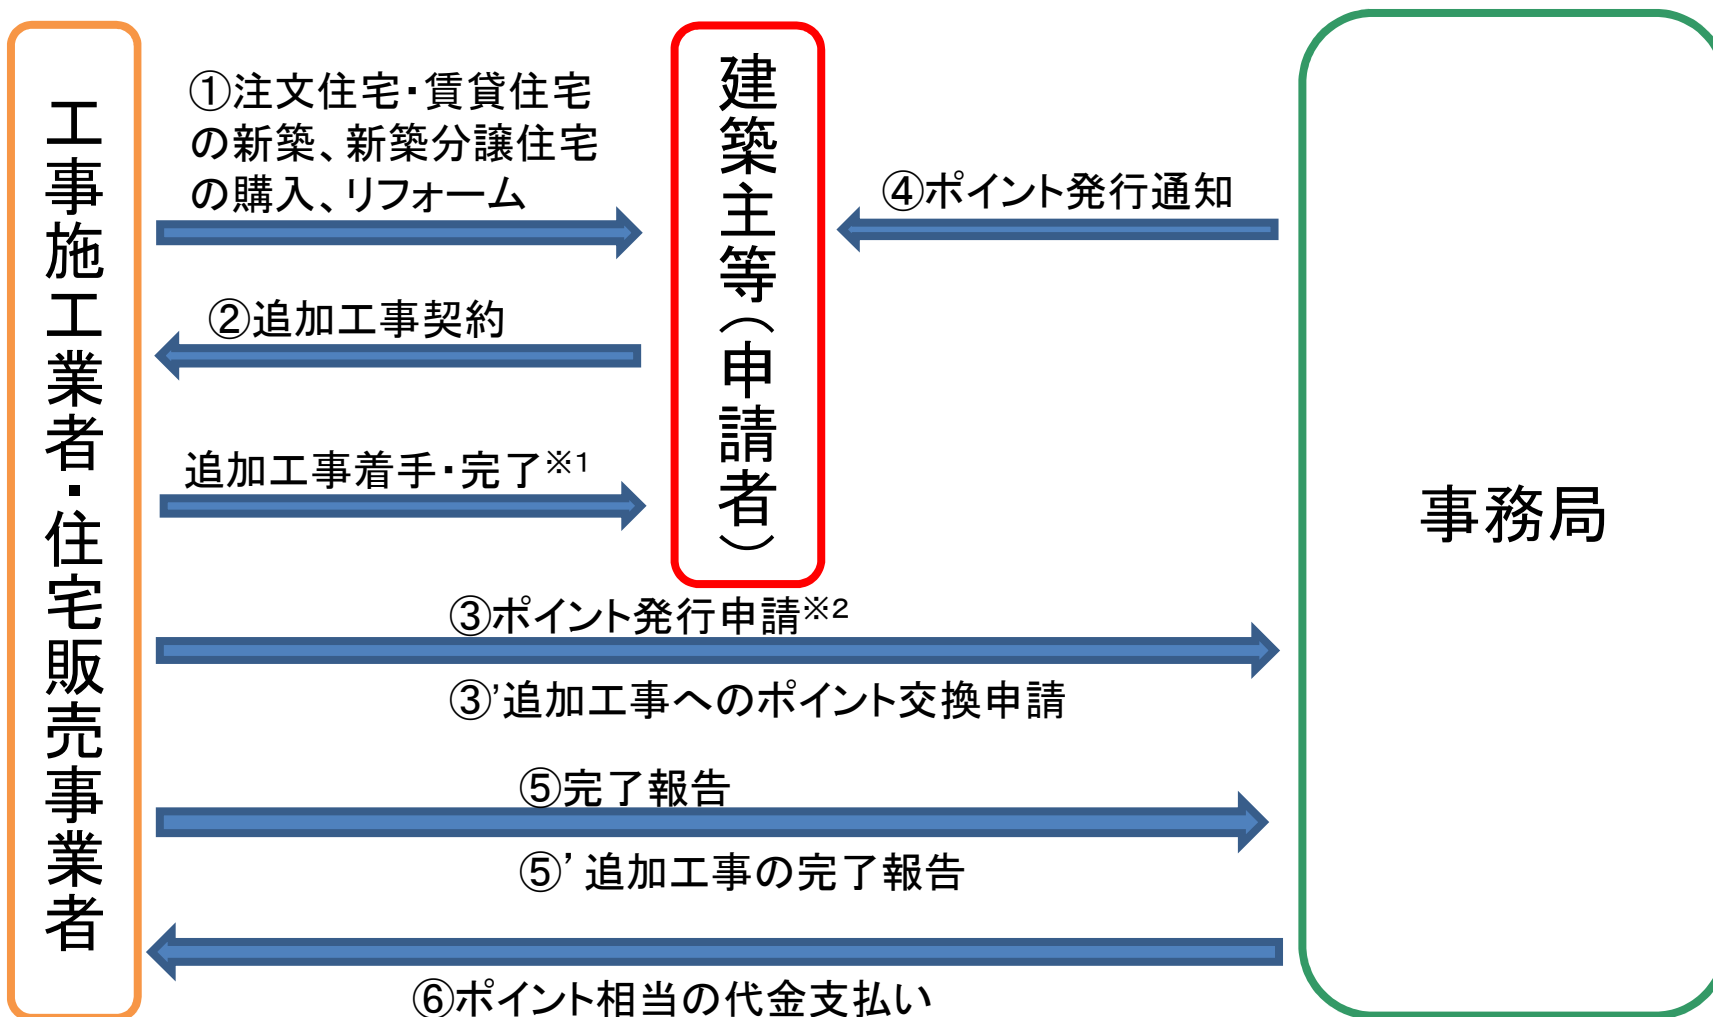 工事施工業者・住宅販売事業者
①注文住宅・賃貸住宅
の新築、新築分譲住宅
の購入、リフォーム
②追加工事契約
追加工事着手・完了※1
建築主等(申請者)
④ポイント発行通知
③ポイント発行申請※2
③'追加工事へのポイント交換申請
⑤完了報告
⑤’追加工事の完了報告
⑥ポイント相当の代金支払い
事務局